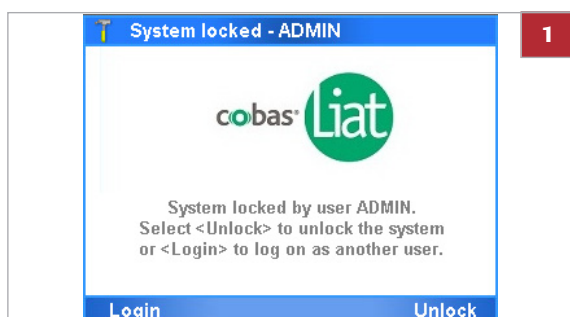 System locked - ADMIN
1
cobas®
Liat
System locked by user ADMIN.
Select <Unlock> to unlock the system
or <Login> to log on as another user.
Login Unlock